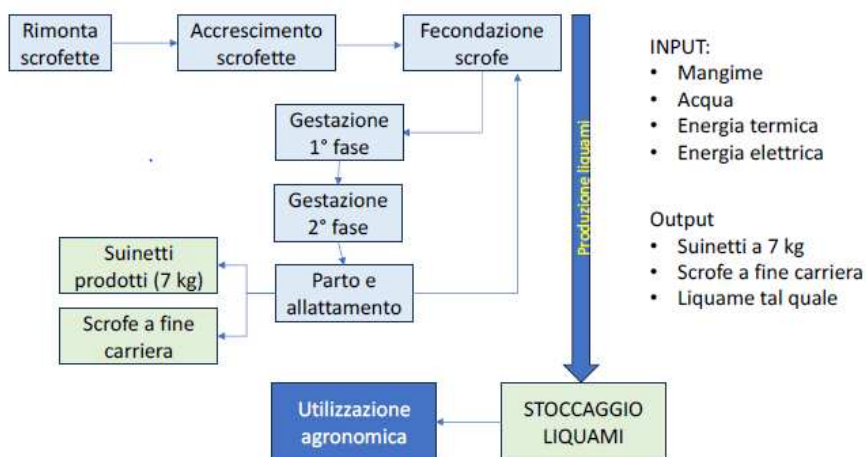 Rimonta
scrofette
Accrescimento
scrofette
Fecondazione
scrofe
Gestazione
1° fase
Gestazione
2° fase
Parto e
allattamento
Suinetti
prodotti (7 kg)
Scrofe a fine
carriera
Produzione liquami
STOCCAGGIO
LIQUAMI
Utilizzazione
agronomica
INPUT:
• Mangime
• Acqua
• Energia termica
• Energia elettrica
Output
• Suinetti a 7 kg
• Scrofe a fine carriera
• Liquame tal quale